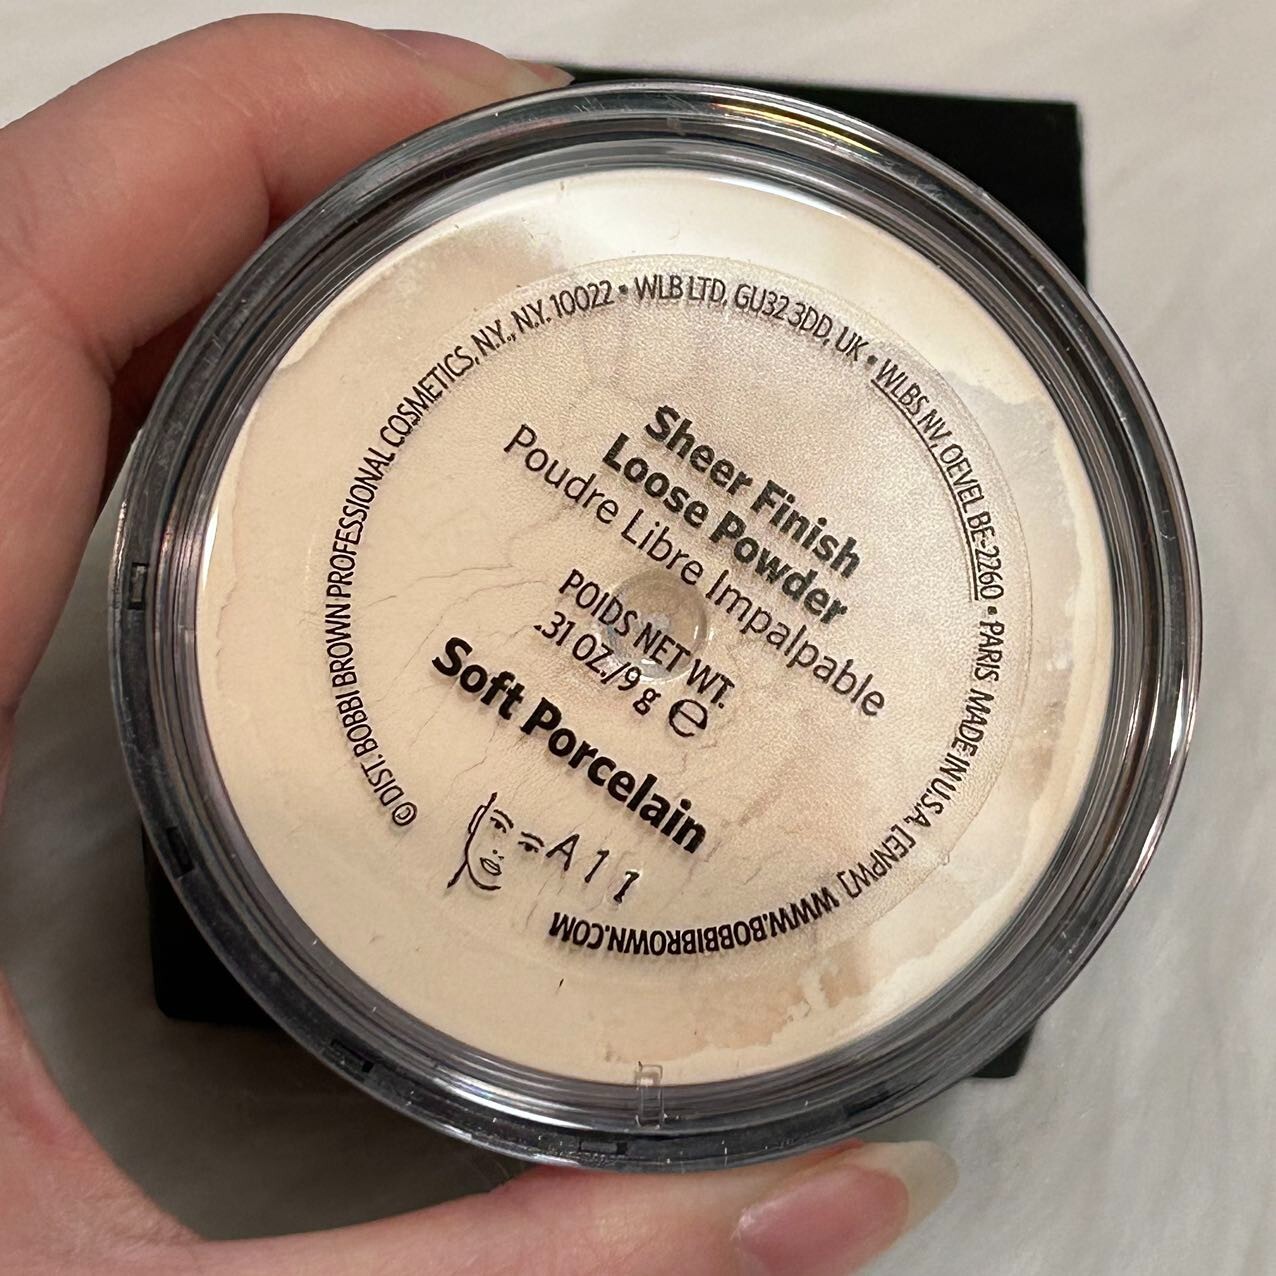 Sheer Finish
Loose Powder
Poudre Libre Impalpable
POIDS NET WT.
.31 OZ./9 g ℮
Soft Porcelain
A11
© DIST. BOBBI BROWN PROFESSIONAL COSMETICS, N.Y., N.Y. 10022 • WLB LTD, GU32 3DD, UK • WLBS NV, OEVEL BE-2260 • PARIS MADE IN U.S.A. [ENPW] WWW.BOBBIBROWN.COM